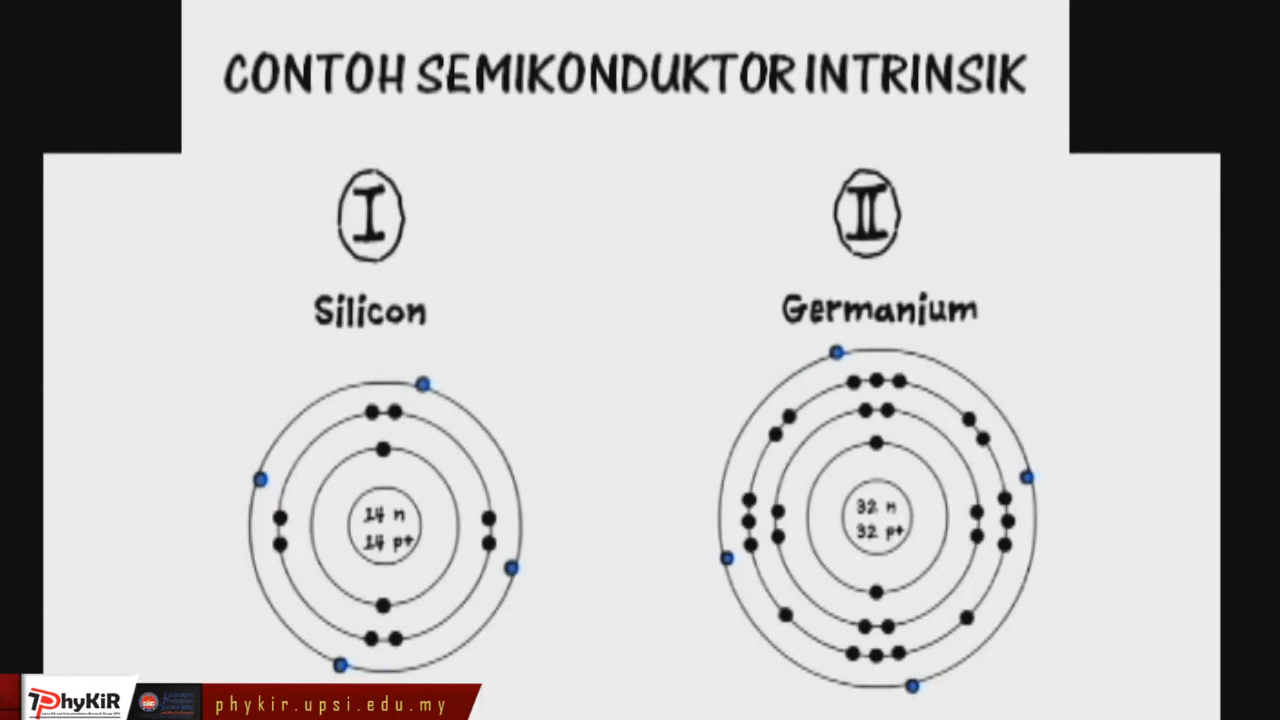 CONTOH SEMIKONDUKTOR INTRINSIK
I
II
Silicon
Germanium
14 n
14 p+
32 n
32 p+
PhyKiR
phykir.upsi.edu.my